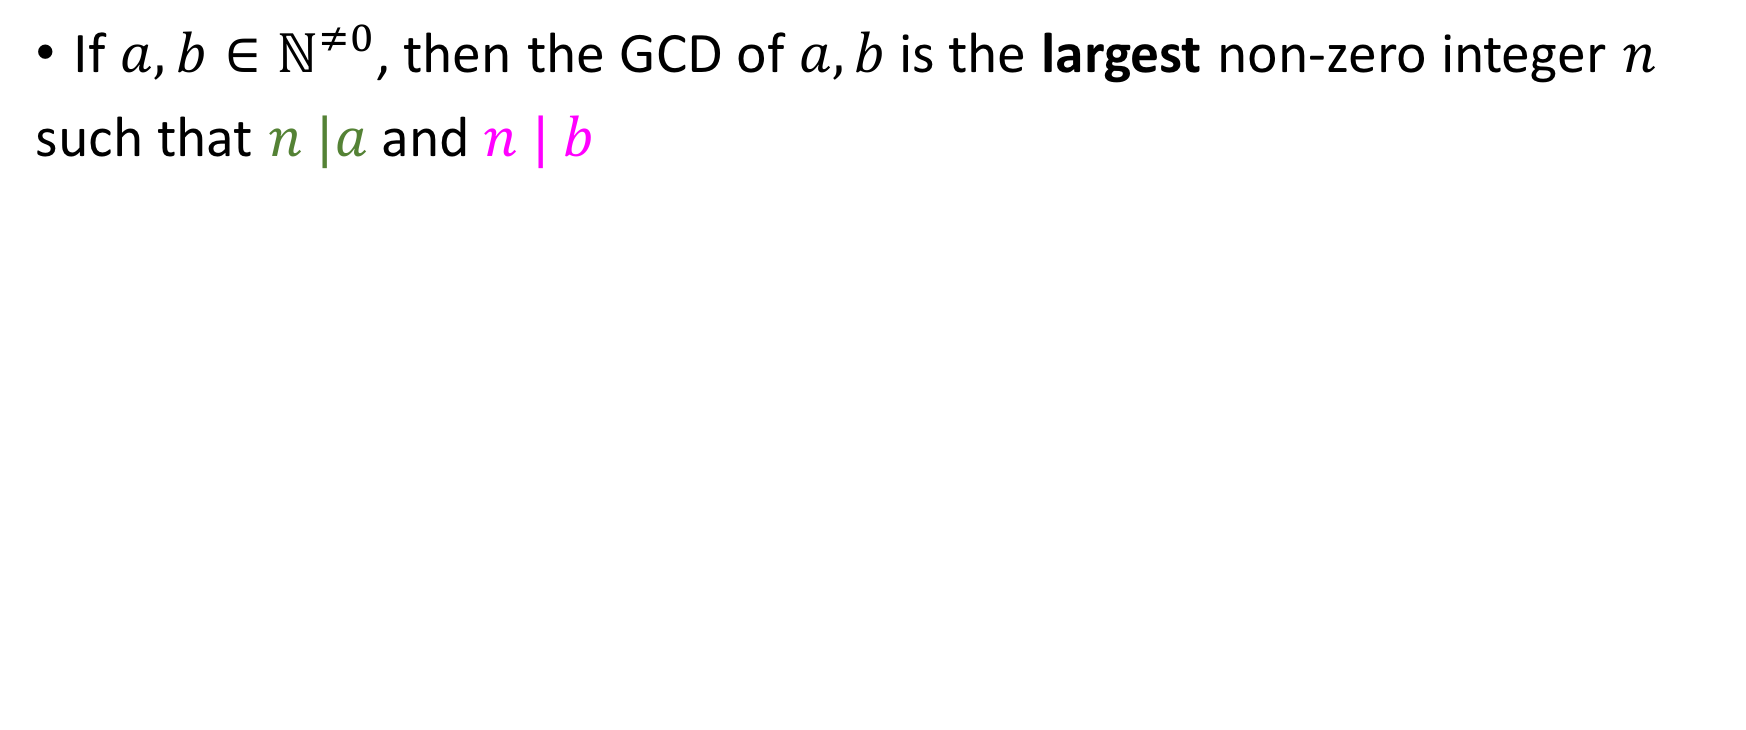 • If 𝑎, 𝑏 ∈ ℕ^{≠0}, then the GCD of 𝑎, 𝑏 is the largest non-zero integer 𝑛
such that 𝑛 |𝑎 and 𝑛 | 𝑏